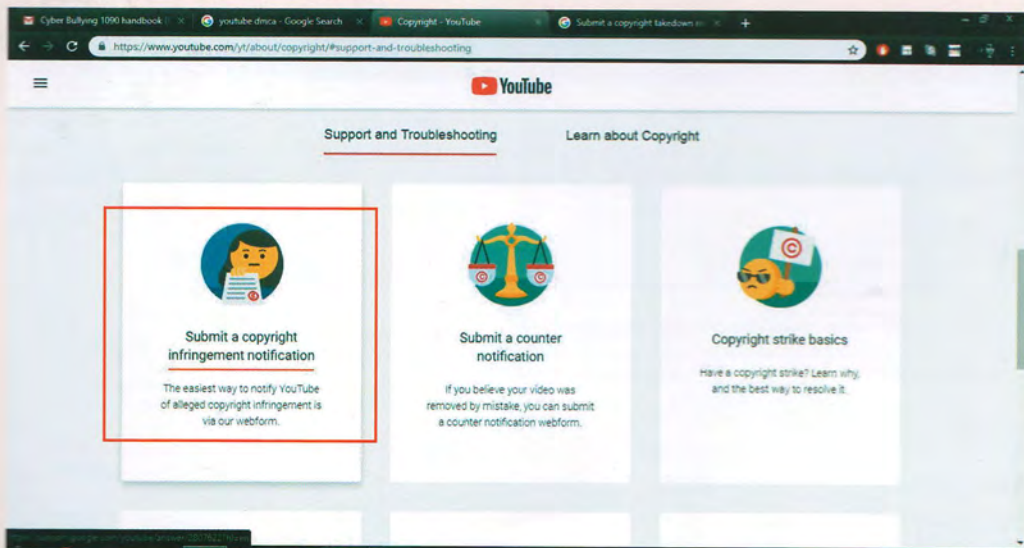 Cyber Bullying 1090 handbook
youtube dmca - Google Search
Copyright - YouTube
Submit a copyright takedown
https://www.youtube.com/yt/about/copyright/#support-and-troubleshooting
YouTube
Support and Troubleshooting
Learn about Copyright
Submit a copyright
infringement notification
The easiest way to notify YouTube
of alleged copyright infringement is
via our webform.
Submit a counter
notification
If you believe your video was
removed by mistake, you can submit
a counter notification webform.
Copyright strike basics
Have a copyright strike? Learn why,
and the best way to resolve it.